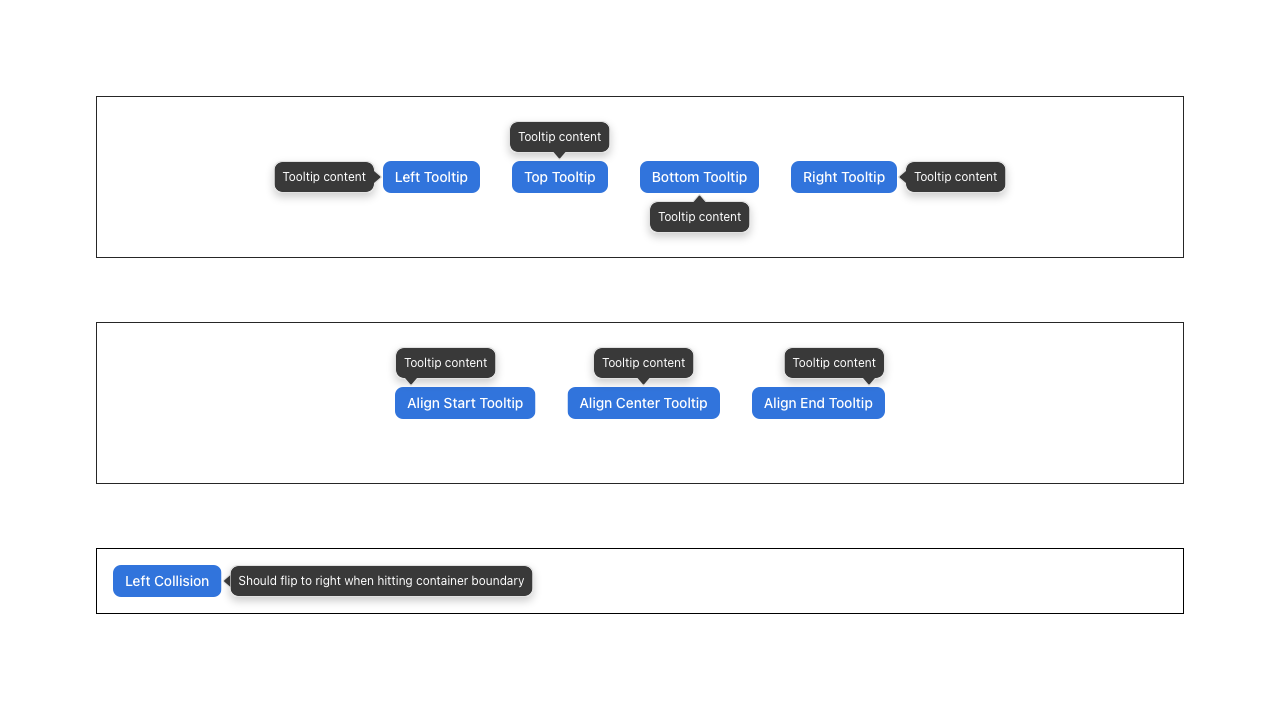 Tooltip content
Tooltip content Left Tooltip Top Tooltip Bottom Tooltip Right Tooltip Tooltip content
Tooltip content
Tooltip content Tooltip content Tooltip content
Align Start Tooltip Align Center Tooltip Align End Tooltip
Left Collision Should flip to right when hitting container boundary